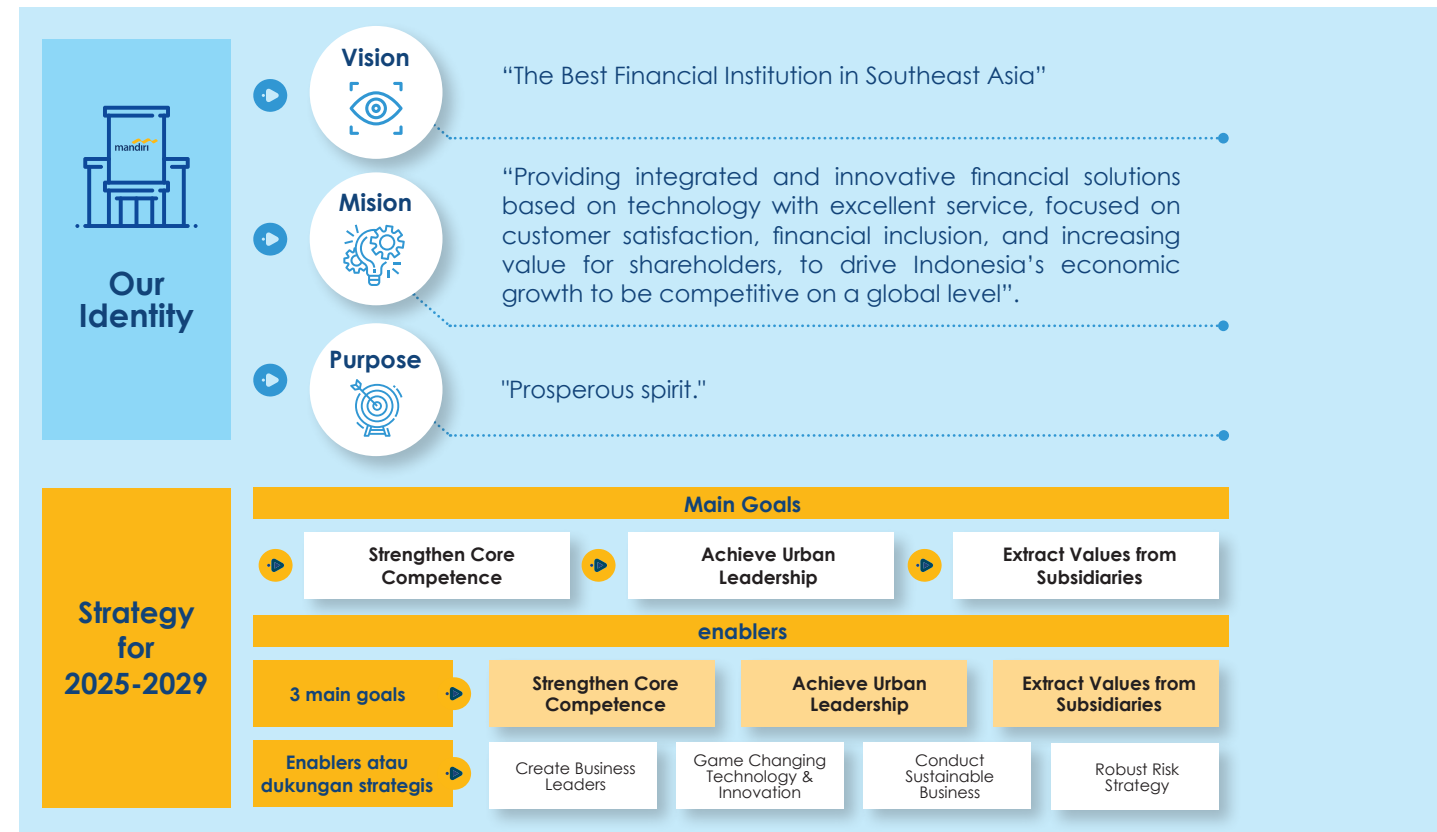 mandiri
Our
Identity
Vision
“The Best Financial Institution in Southeast Asia”
Mision
“Providing integrated and innovative financial solutions
based on technology with excellent service, focused on
customer satisfaction, financial inclusion, and increasing
value for shareholders, to drive Indonesia’s economic
growth to be competitive on a global level”.
Purpose
"Prosperous spirit."
Strategy
for
2025-2029
Main Goals
Strengthen Core
Competence
Achieve Urban
Leadership
Extract Values from
Subsidiaries
enablers
3 main goals
Strengthen Core
Competence
Achieve Urban
Leadership
Extract Values from
Subsidiaries
Enablers atau
dukungan strategis
Create Business
Leaders
Game Changing
Technology &
Innovation
Conduct
Sustainable
Business
Robust Risk
Strategy